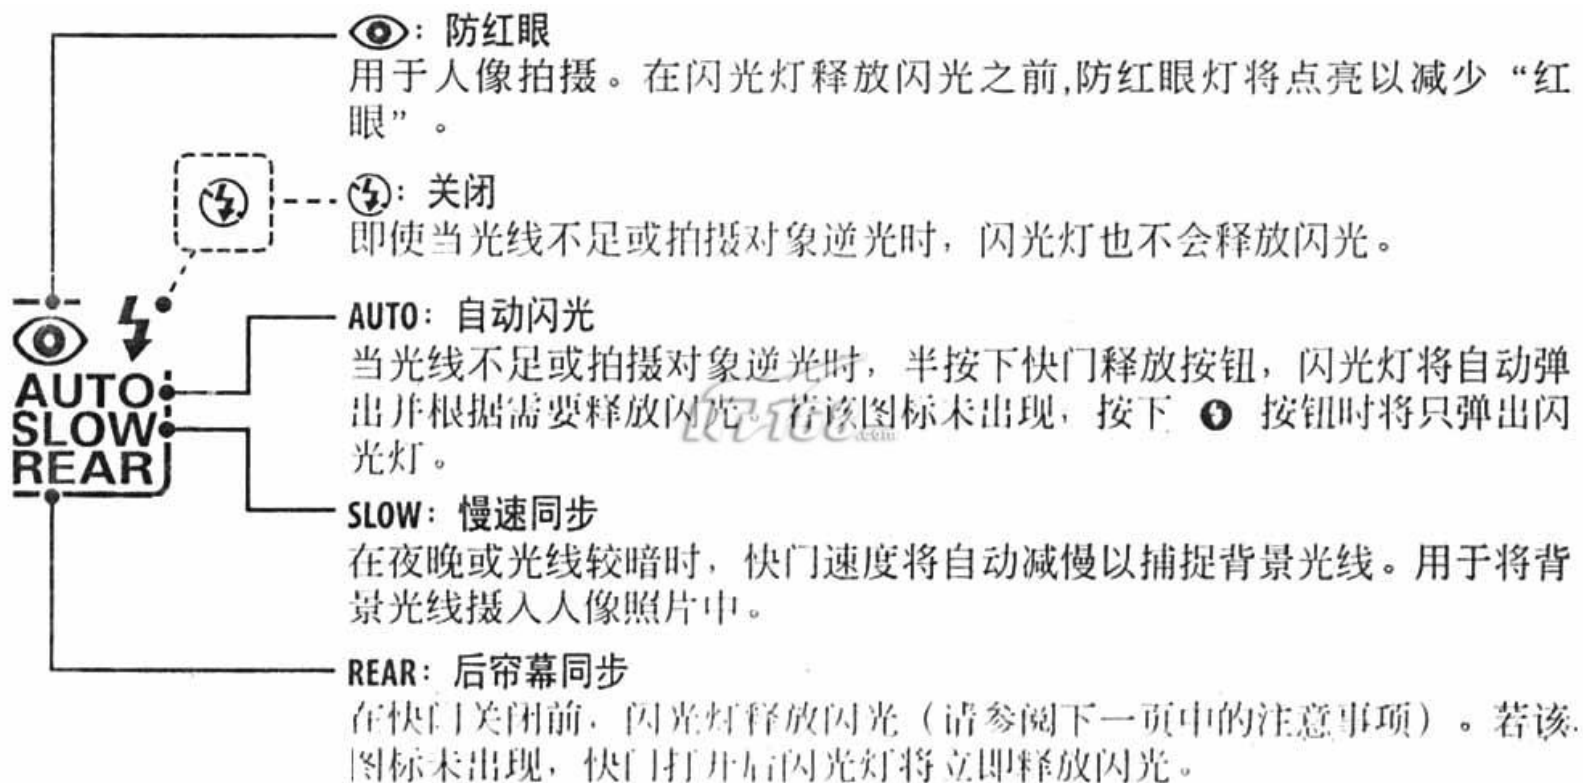 防红眼
用于人像拍摄。在闪光灯释放闪光之前,防红眼灯将点亮以减少“红
眼”。
关闭
即使当光线不足或拍摄对象逆光时，闪光灯也不会释放闪光。
AUTO：自动闪光
当光线不足或拍摄对象逆光时，半按下快门释放按钮，闪光灯将自动弹
出并根据需要释放闪光，若该图标未出现，按下 按钮时将只弹出闪
光灯。
SLOW：慢速同步
在夜晚或光线较暗时，快门速度将自动减慢以捕捉背景光线。用于将背
景光线摄入人像照片中。
REAR：后帘幕同步
在快门关闭前，闪光灯释放闪光（请参阅下一页中的注意事项）。若该
图标未出现，快门打开后闪光灯将立即释放闪光。
AUTO
SLOW
REAR
IT168.com